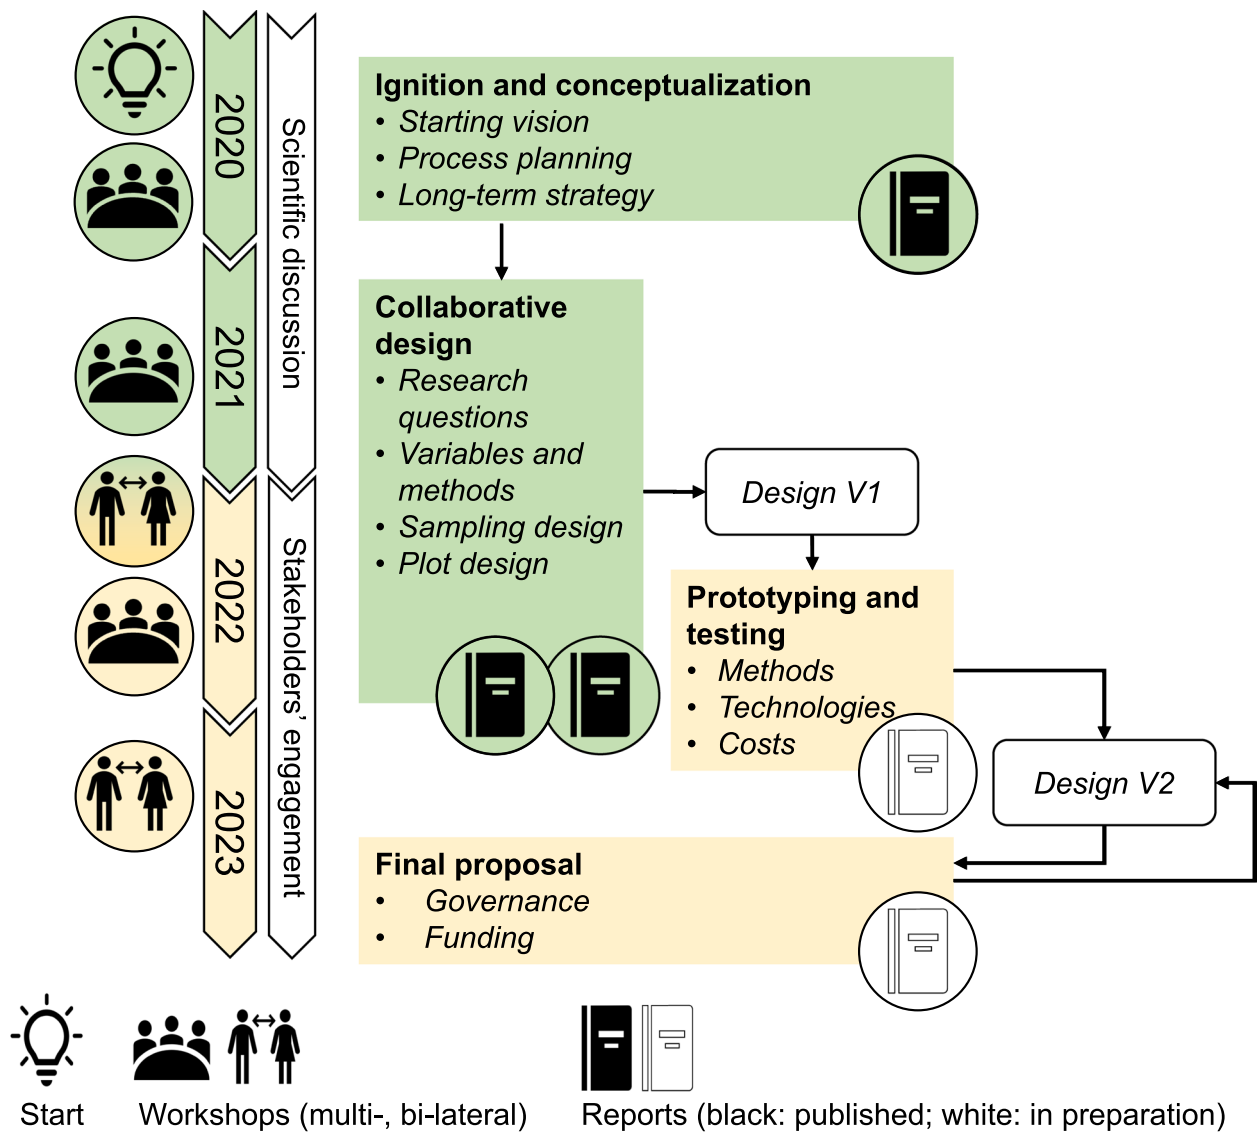 2020
2021
2022
2023
Scientific discussion
Stakeholders' engagement
Ignition and conceptualization
• Starting vision
• Process planning
• Long-term strategy
Collaborative
design
• Research
questions
• Variables and
methods
• Sampling design
• Plot design
Design V1
Prototyping and
testing
• Methods
• Technologies
• Costs
Design V2
Final proposal
• Governance
• Funding
Start
Workshops (multi-, bi-lateral)
Reports (black: published; white: in preparation)